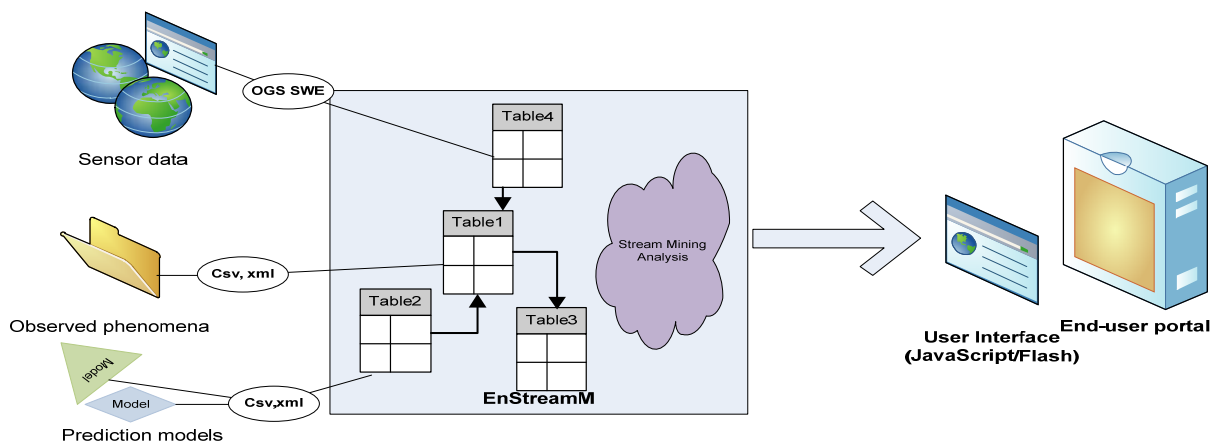 OGS SWE
Sensor data
Table4
Table1
Stream Mining
Analysis
Csv, xml
Observed phenomena
Table2
Table3
EnStreamM
Model
Model
Csv,xml
Prediction models
User Interface
(JavaScript/Flash)
End-user portal